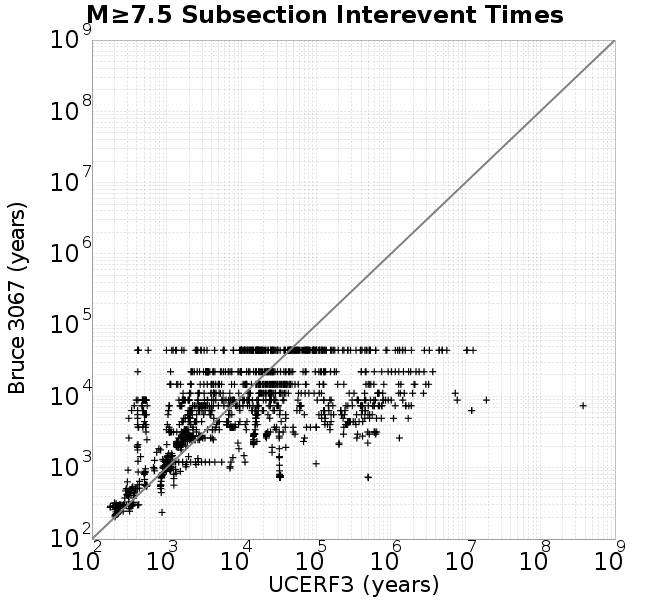 M≥7.5 Subsection Interevent Times
10⁹
10⁸
10⁷
10⁶
10⁵
10⁴
10³
10²
Bruce 3067 (years)
10² 10³ 10⁴ 10⁵ 10⁶ 10⁷ 10⁸ 10⁹
UCERF3 (years)